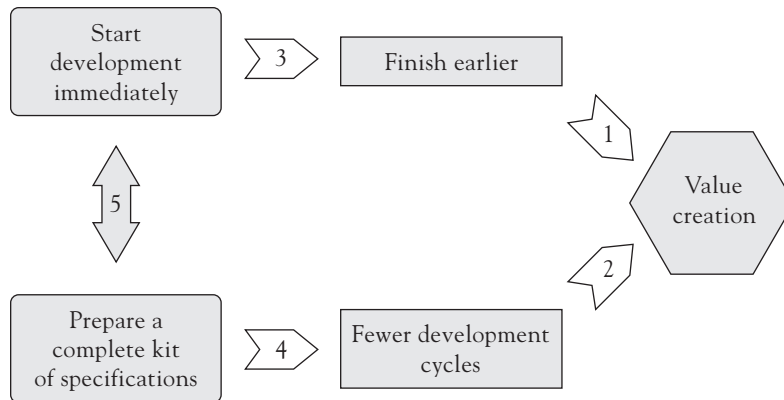 Start
development
immediately
3
Finish earlier
1
Value
creation
5
2
Prepare a
complete kit
of specifications
4
Fewer development
cycles